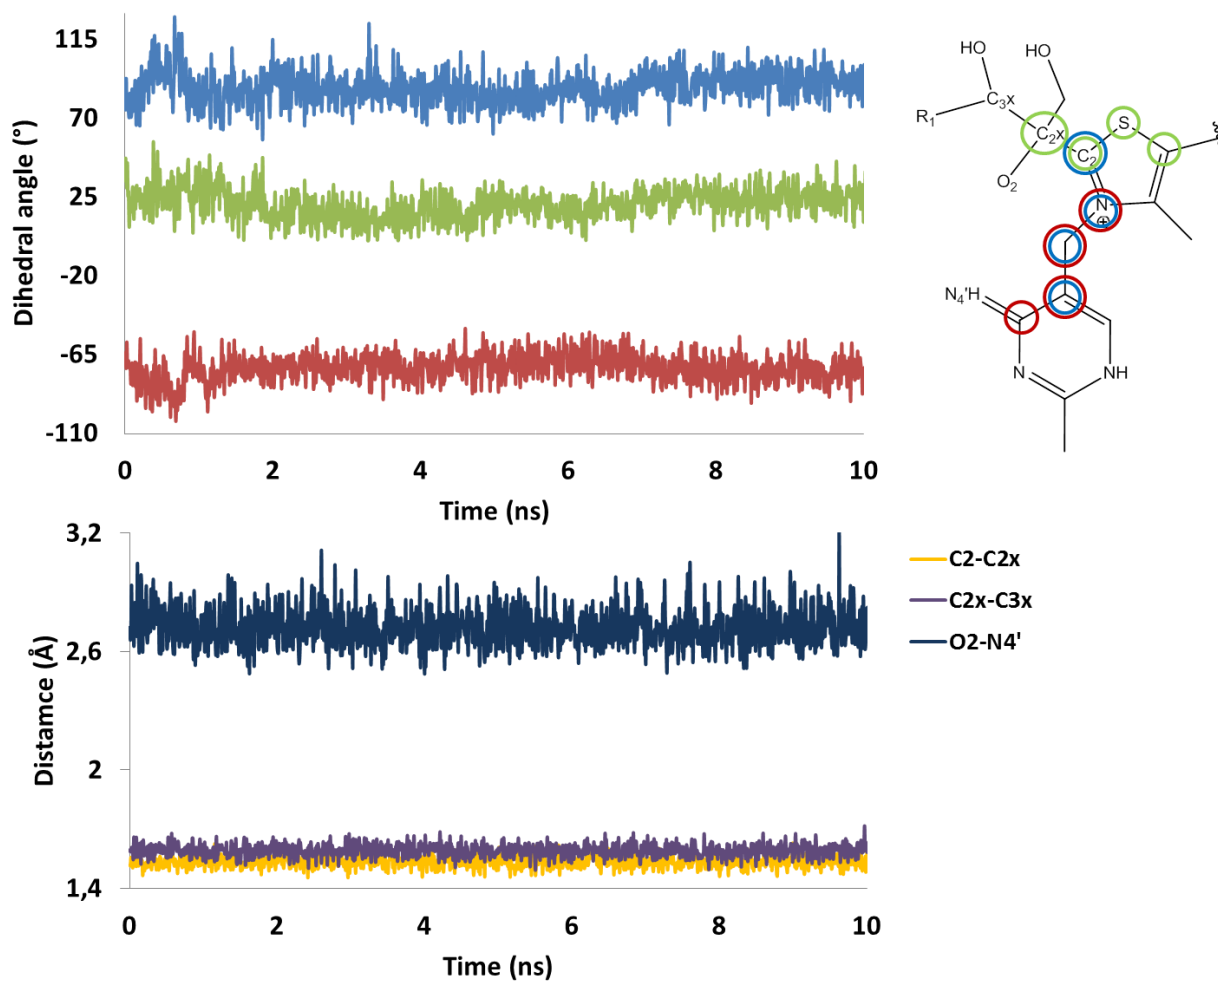 Dihedral angle (°)
115
70
25
-20
-65
-110
0 2 4 6 8 10
Time (ns)
HO
HO
C3x
R1
C2x
S
C2
O2
N
+
N4'H
N
NH
Distamce (Å)
3,2
2,6
2
1,4
0 2 4 6 8 10
Time (ns)
C2-C2x
C2x-C3x
O2-N4'